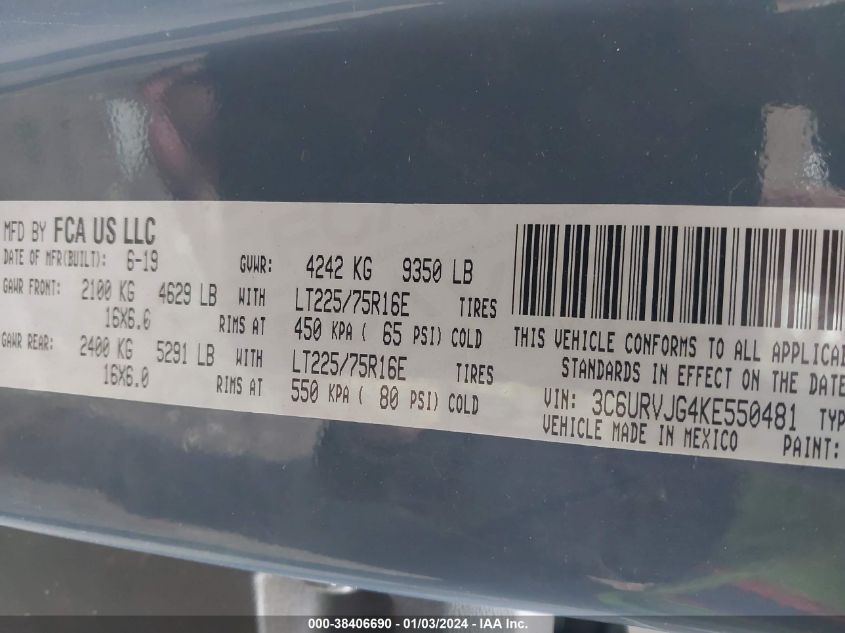 MFD BY FCA US LLC
DATE OF MFR(BUILT): 6-19 GVWR: 4242 KG 9350 LB
GAWR FRONT: 2100 KG 4629 LB WITH LT225/75R16E TIRES
16X6.0 RIMS AT 450 KPA ( 65 PSI) COLD
GAWR REAR: 2400 KG 5291 LB WITH LT225/75R16E TIRES
16X6.0 RIMS AT 550 KPA ( 80 PSI) COLD
THIS VEHICLE CONFORMS TO ALL
STANDARDS IN EFFECT ON THE DATE
VIN: 3C6URVJG4KE550481
VEHICLE MADE IN MEXICO PAINT:
000-38406690 - 01/03/2024 - IAA Inc.